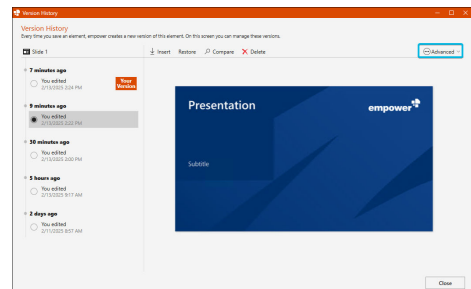 Version History
Version History
Every time you save an element, empower creates a new version of this element. On this screen you can manage these versions.
Slide 1
Insert Restore Compare Delete
Advanced
7 minutes ago
You edited
2/13/2025 2:24 PM
Your
Version
9 minutes ago
You edited
2/13/2025 2:22 PM
30 minutes ago
You edited
2/13/2025 2:00 PM
5 hours ago
You edited
2/13/2025 9:17 AM
2 days ago
You edited
2/11/2025 8:57 AM
Presentation
empower
Subtitle
Close